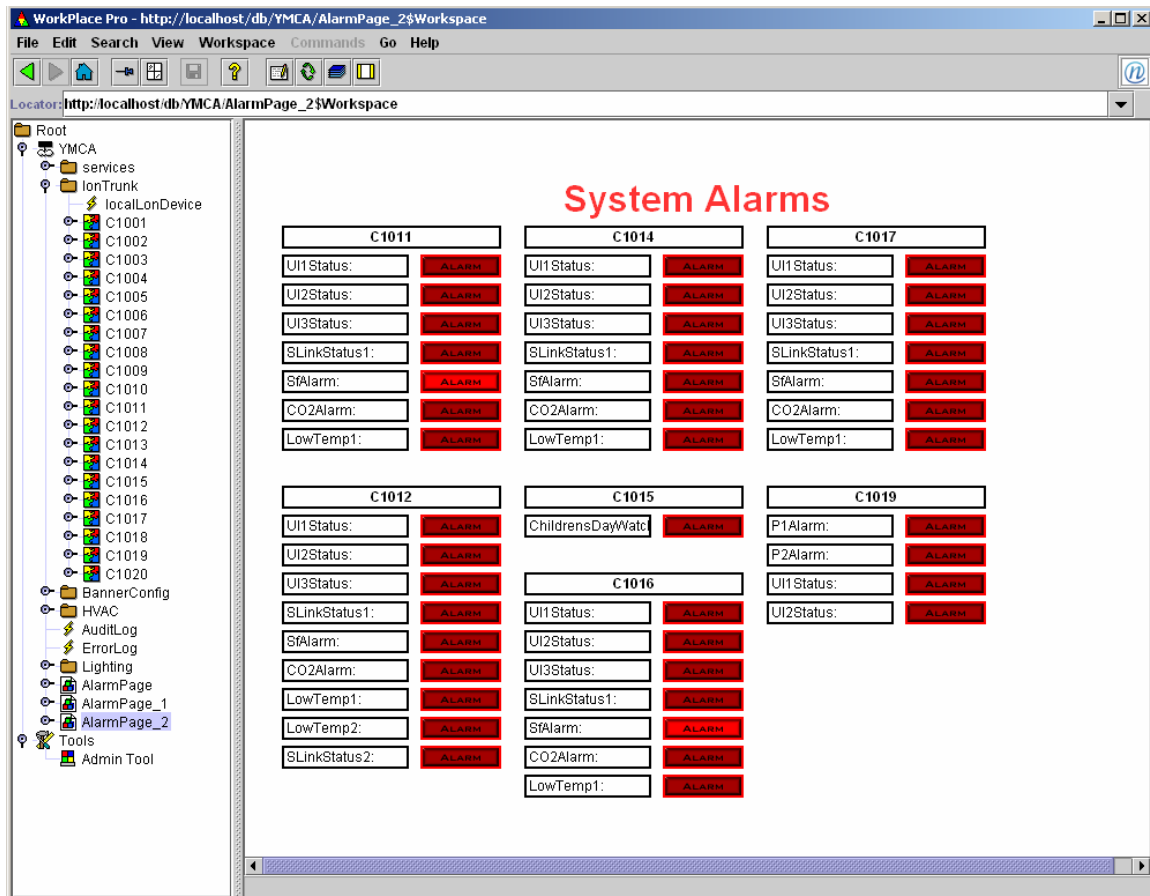 WorkPlace Pro - http://localhost/db/YMCA/AlarmPage_2$Workspace
File Edit Search View Workspace Commands Go Help
Locator: http://localhost/db/YMCA/AlarmPage_2$Workspace
Root
YMCA
services
lonTrunk
localLonDevice
C1001
C1002
C1003
C1004
C1005
C1006
C1007
C1008
C1009
C1010
C1011
C1012
C1013
C1014
C1015
C1016
C1017
C1018
C1019
C1020
BannerConfig
HVAC
AuditLog
ErrorLog
Lighting
AlarmPage
AlarmPage_1
AlarmPage_2
Tools
Admin Tool
System Alarms
C1011
UI1Status: ALARM
UI2Status: ALARM
UI3Status: ALARM
SLinkStatus1: ALARM
SfAlarm: ALARM
CO2Alarm: ALARM
LowTemp1: ALARM
C1014
UI1Status: ALARM
UI2Status: ALARM
UI3Status: ALARM
SLinkStatus1: ALARM
SfAlarm: ALARM
CO2Alarm: ALARM
LowTemp1: ALARM
C1017
UI1Status: ALARM
UI2Status: ALARM
UI3Status: ALARM
SLinkStatus1: ALARM
SfAlarm: ALARM
CO2Alarm: ALARM
LowTemp1: ALARM
C1012
UI1Status: ALARM
UI2Status: ALARM
UI3Status: ALARM
SLinkStatus1: ALARM
SfAlarm: ALARM
CO2Alarm: ALARM
LowTemp1: ALARM
LowTemp2: ALARM
SLinkStatus2: ALARM
C1015
ChildrensDayWatcl ALARM
C1016
UI1Status: ALARM
UI2Status: ALARM
UI3Status: ALARM
SLinkStatus1: ALARM
SfAlarm: ALARM
CO2Alarm: ALARM
LowTemp1: ALARM
C1019
P1Alarm: ALARM
P2Alarm: ALARM
UI1Status: ALARM
UI2Status: ALARM